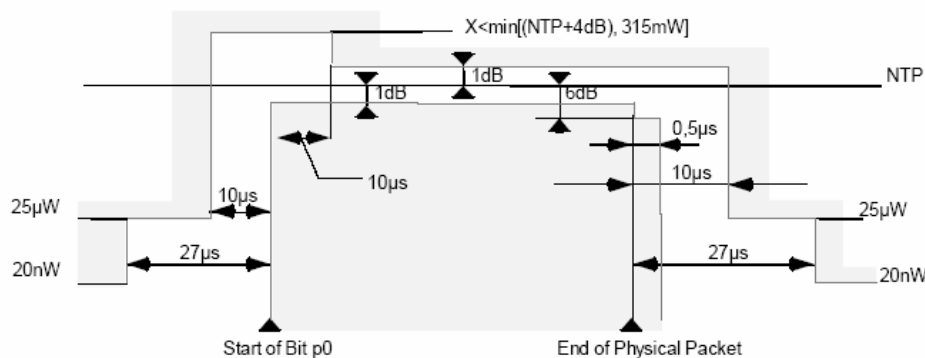 X<min[(NTP+4dB), 315mW]
NTP
1dB
1dB
6dB
0,5µs
10µs
10µs
10µs
25µW
25µW
27µs
27µs
20nW
20nW
Start of Bit p0
End of Physical Packet